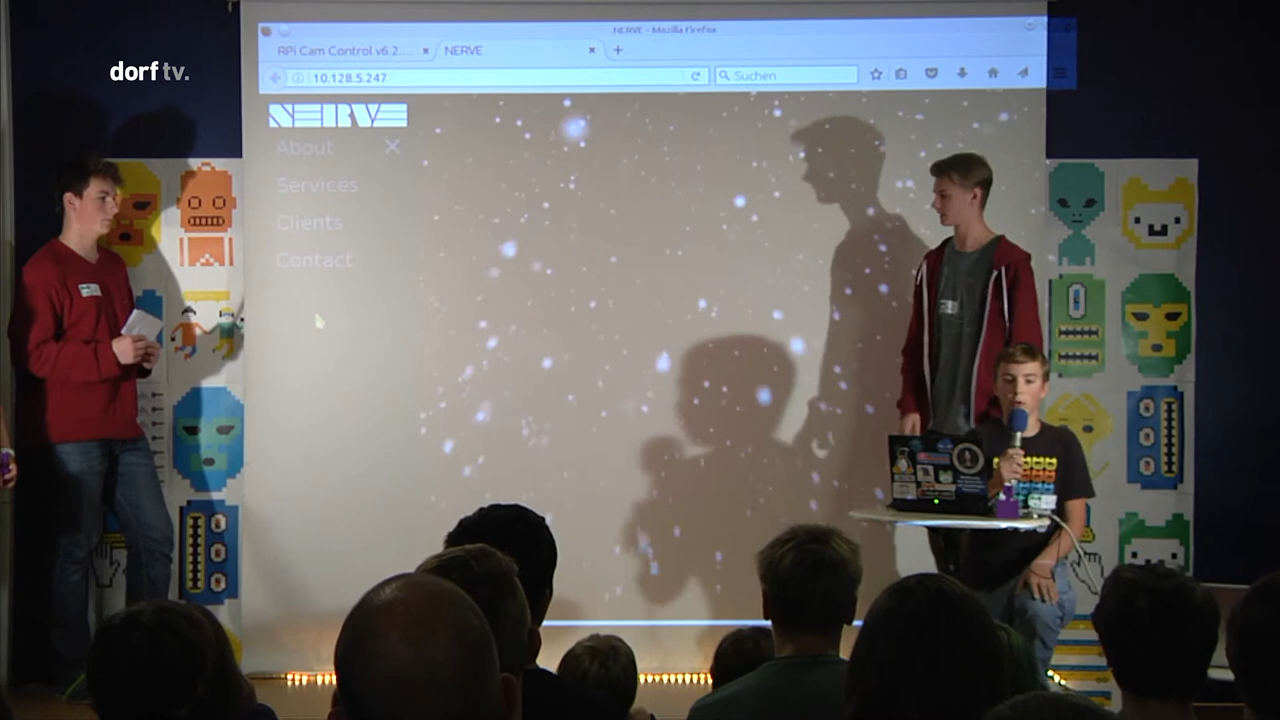 dorf tv.
NERVE - Mozilla Firefox
RPi Cam Control v6.2....
NERVE
10.128.5.247
Suchen
NERVE
About
Services
Clients
Contact